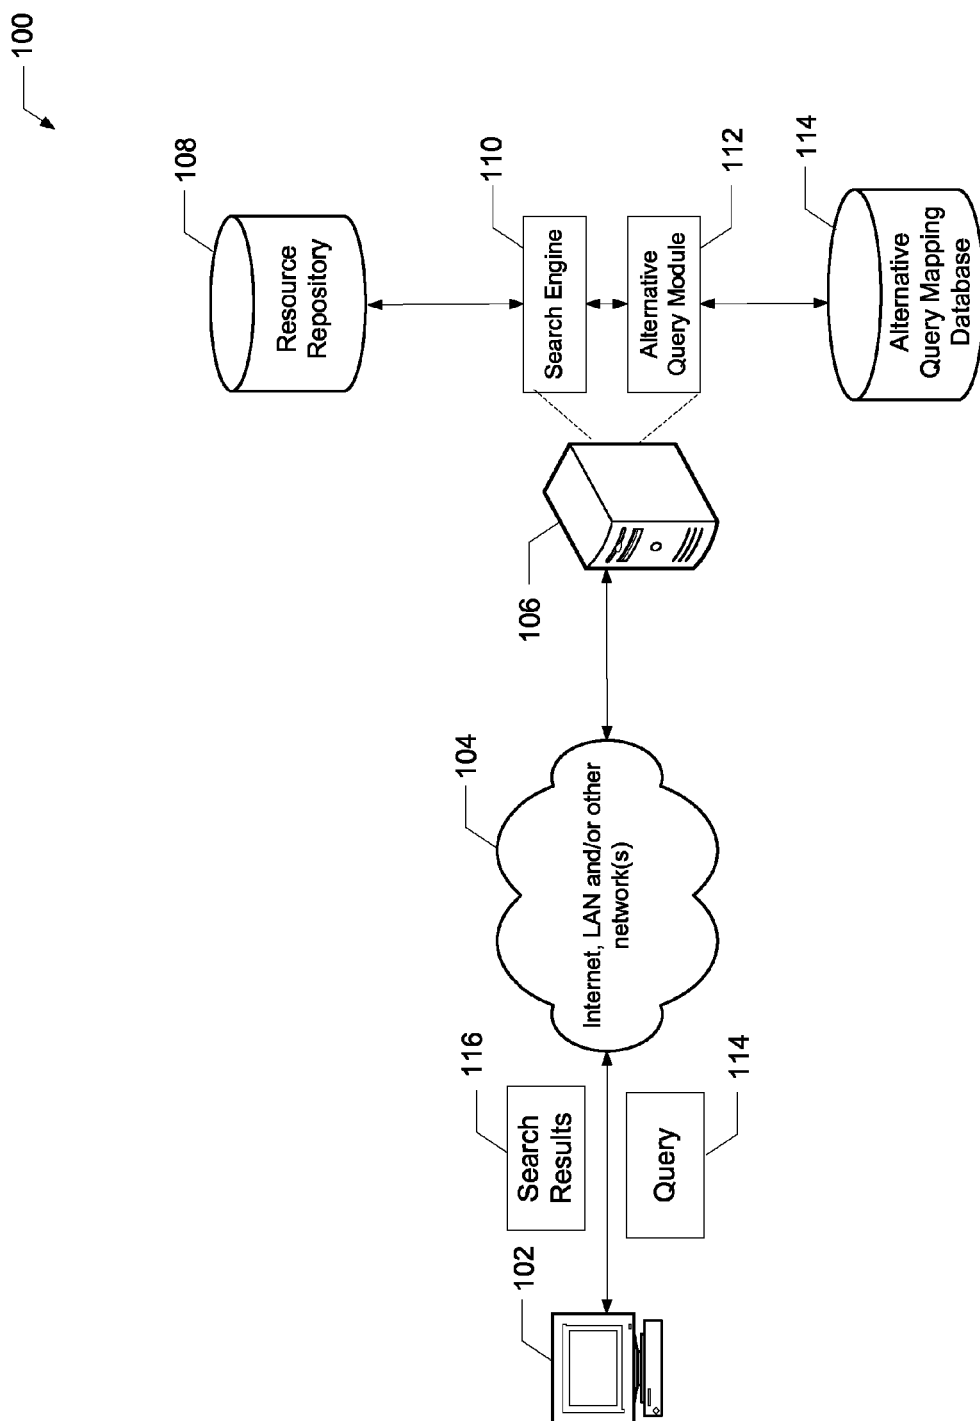 100
108
Resource
Repository
110
Search Engine
112
Alternative
Query Module
114
Alternative
Query Mapping
Database
106
104
Internet, LAN and/or other
network(s)
116
Search
Results
Query
114
102